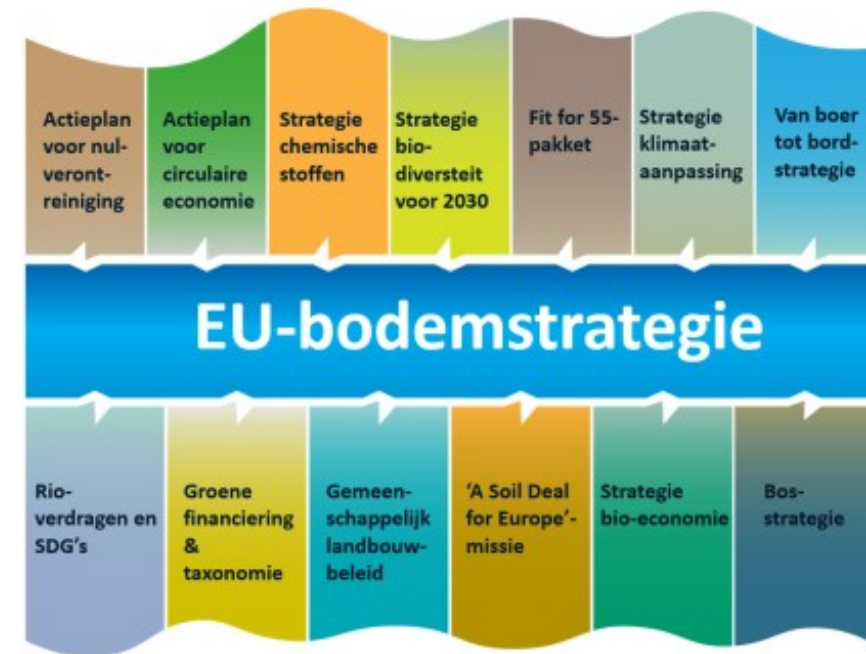 Actieplan
voor nul-
veront-
reiniging
Actieplan
voor
circulaire
economie
Strategie
chemische
stoffen
Strategie
bio-
diversteit
voor 2030
Fit for 55-
pakket
Strategie
klimaat-
aanpassing
Van boer
tot bord-
strategie
EU-bodemstrategie
Rio-
verdragen en
SDG's
Groene
financiering
&
taxonomie
Gemeen-
schappelijk
landbouw-
beleid
‘A Soil Deal
for Europe’-
missie
Strategie
bio-economie
Bos-
strategie